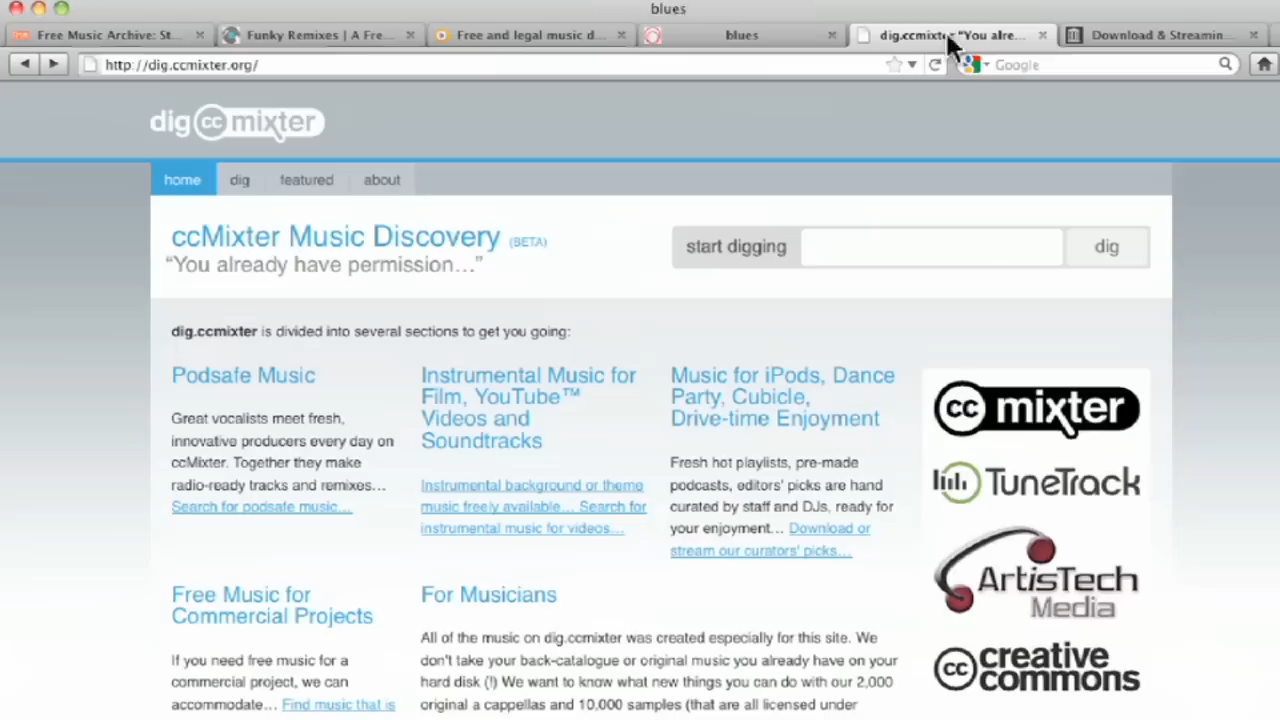 blues
Free Music Archive: St...
Funky Remixes | A Fre...
Free and legal music d...
blues
dig.ccmixter "You alre...
Download & Streamin...
http://dig.ccmixter.org/
Google
dig cc mixter
home
dig
featured
about
ccMixter Music Discovery (BETA)
start digging
dig
“You already have permission...”
dig.ccmixter is divided into several sections to get you going:
Podsafe Music
Great vocalists meet fresh,
innovative producers every day on
ccMixter. Together they make
radio-ready tracks and remixes...
Search for podsafe music...
Instrumental Music for
Film, YouTube™
Videos and
Soundtracks
Instrumental background or theme
music freely available... Search for
instrumental music for videos...
Music for iPods, Dance
Party, Cubicle,
Drive-time Enjoyment
Fresh hot playlists, pre-made
podcasts, editors' picks are hand
curated by staff and DJs, ready for
your enjoyment... Download or
stream our curators' picks...
cc mixter
TuneTrack
ArtisTech
Media
cc creative
commons
Free Music for
Commercial Projects
If you need free music for a
commercial project, we can
accommodate... Find music that is
For Musicians
All of the music on dig.ccmixter was created especially for this site. We
don't take your back-catalogue or original music you already have on your
hard disk (!) We want to know what new things you can do with our 2,000
original a cappellas and 10,000 samples (that are all licensed under